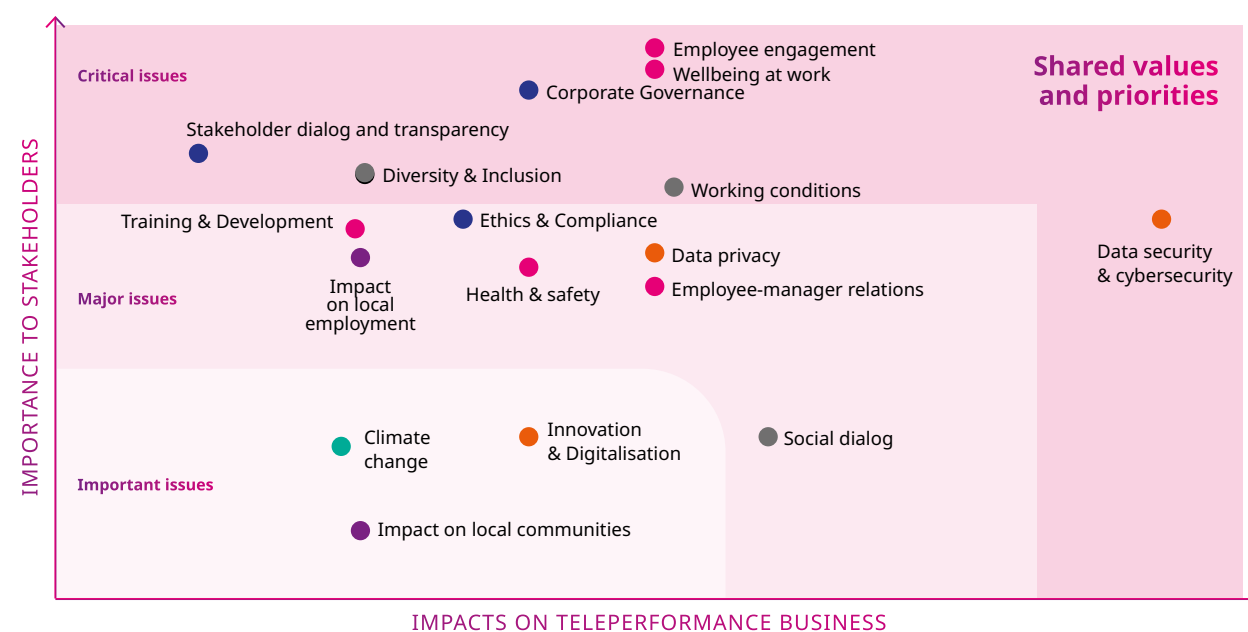 Employee engagement
Shared values
and priorities
Critical issues
Wellbeing at work
Corporate Governance
Stakeholder dialog and transparency
Diversity & Inclusion
Working conditions
Training & Development
Ethics & Compliance
Data privacy
Data security
& cybersecurity
Impact
on local
employment
Health & safety
Employee-manager relations
Major issues
Climate
change
Innovation
& Digitalisation
Social dialog
Important issues
Impact on local communities
IMPORTANCE TO STAKEHOLDERS
IMPACTS ON TELEPERFORMANCE BUSINESS